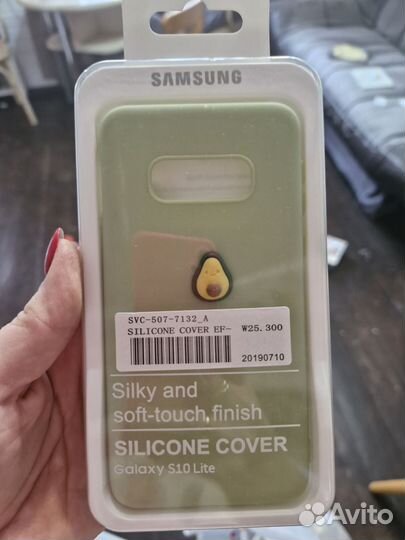 SAMSUNG
SVC-507-7132_A
SILICONE COVER EF-
W25.300
20190710
Silky and
soft-touch finish
SILICONE COVER
Galaxy S10 Lite
Avito